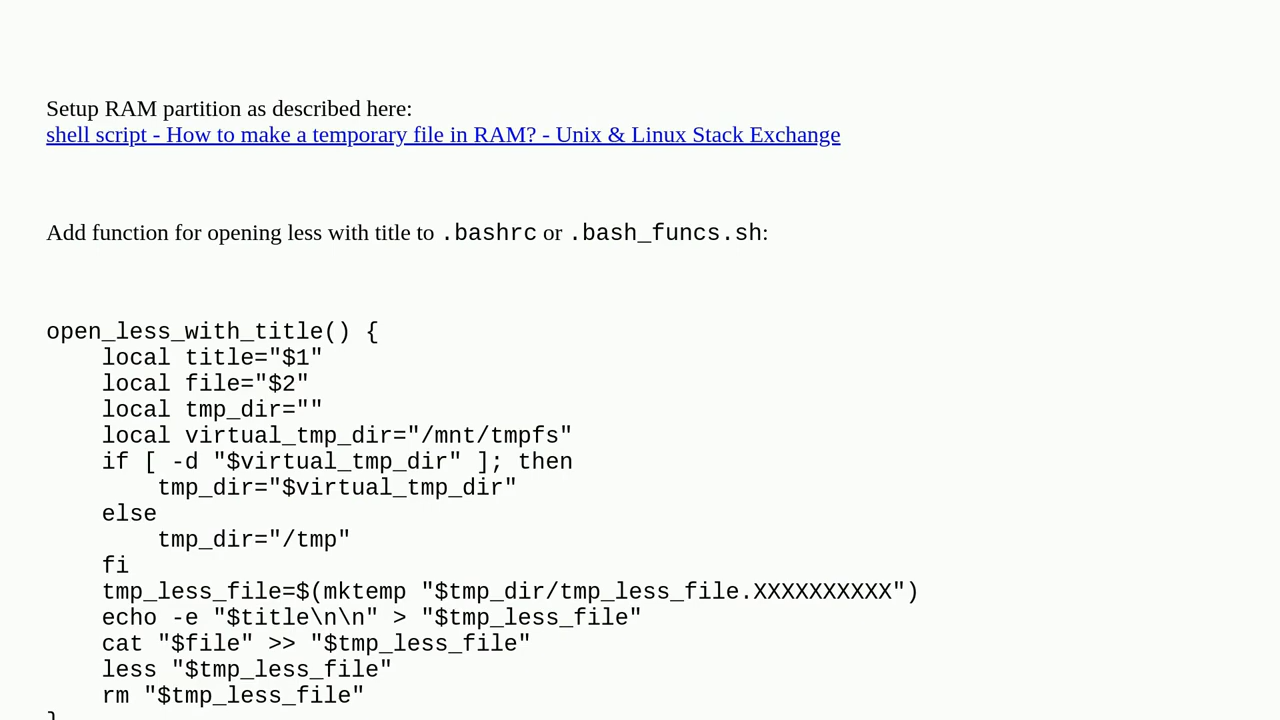 Setup RAM partition as described here:
shell script - How to make a temporary file in RAM? - Unix & Linux Stack Exchange
Add function for opening less with title to .bashrc or .bash_funcs.sh:
open_less_with_title() {
    local title="$1"
    local file="$2"
    local tmp_dir=""
    local virtual_tmp_dir="/mnt/tmpfs"
    if [ -d "$virtual_tmp_dir" ]; then
        tmp_dir="$virtual_tmp_dir"
    else
        tmp_dir="/tmp"
    fi
    tmp_less_file=$(mktemp "$tmp_dir/tmp_less_file.XXXXXXXXXX")
    echo -e "$title\n\n" > "$tmp_less_file"
    cat "$file" >> "$tmp_less_file"
    less "$tmp_less_file"
    rm "$tmp_less_file"
}